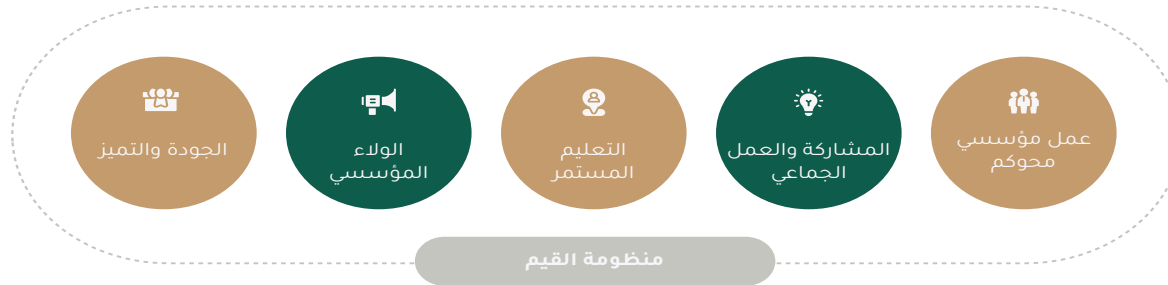 عمل مؤسسي
محوكم
المشاركة والعمل
الجماعي
التعليم
المستمر
الولاء
المؤسسي
الجودة والتميز
منظومة القيم